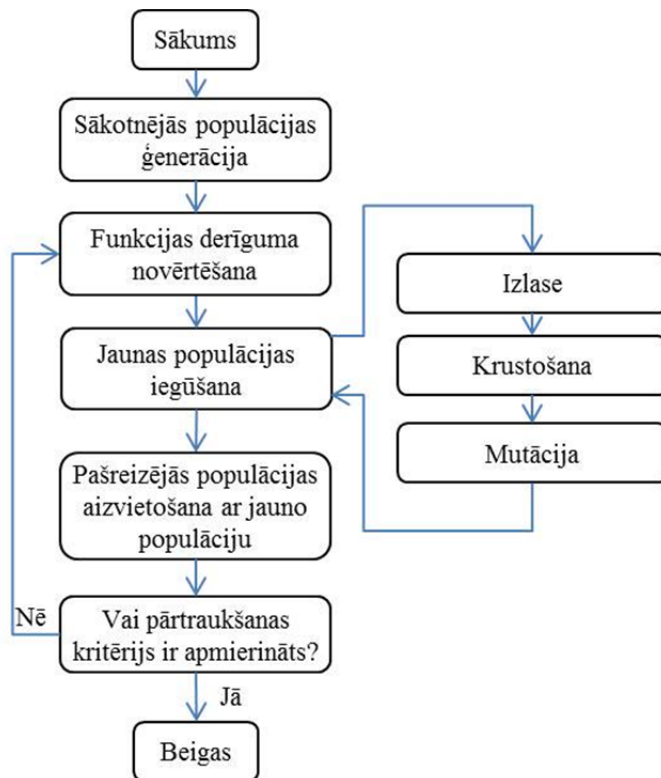 Sākums
Sākotnējās populācijas
ģenerācija
Funkcijas derīguma
novērtēšana
Jaunas populācijas
iegūšana
Izlase
Krustošana
Mutācija
Pašreizējās populācijas
aizvietošana ar jauno
populāciju
Vai pārtraukšanas
kritērijs ir apmierināts?
Nē
Jā
Beigas